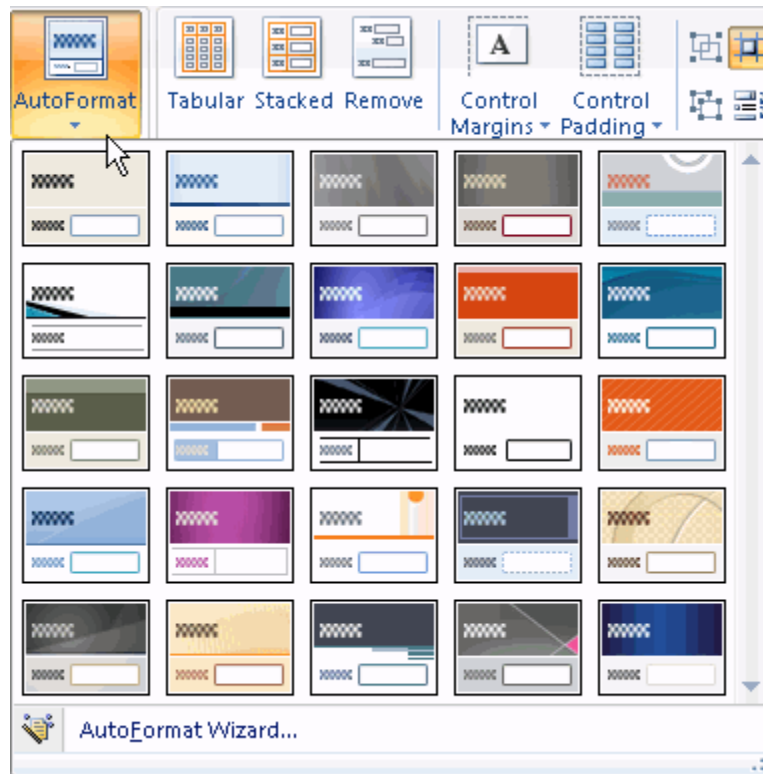 AutoFormat
Tabular Stacked Remove
Control Margins
Control Padding
A
AutoFormat Wizard...